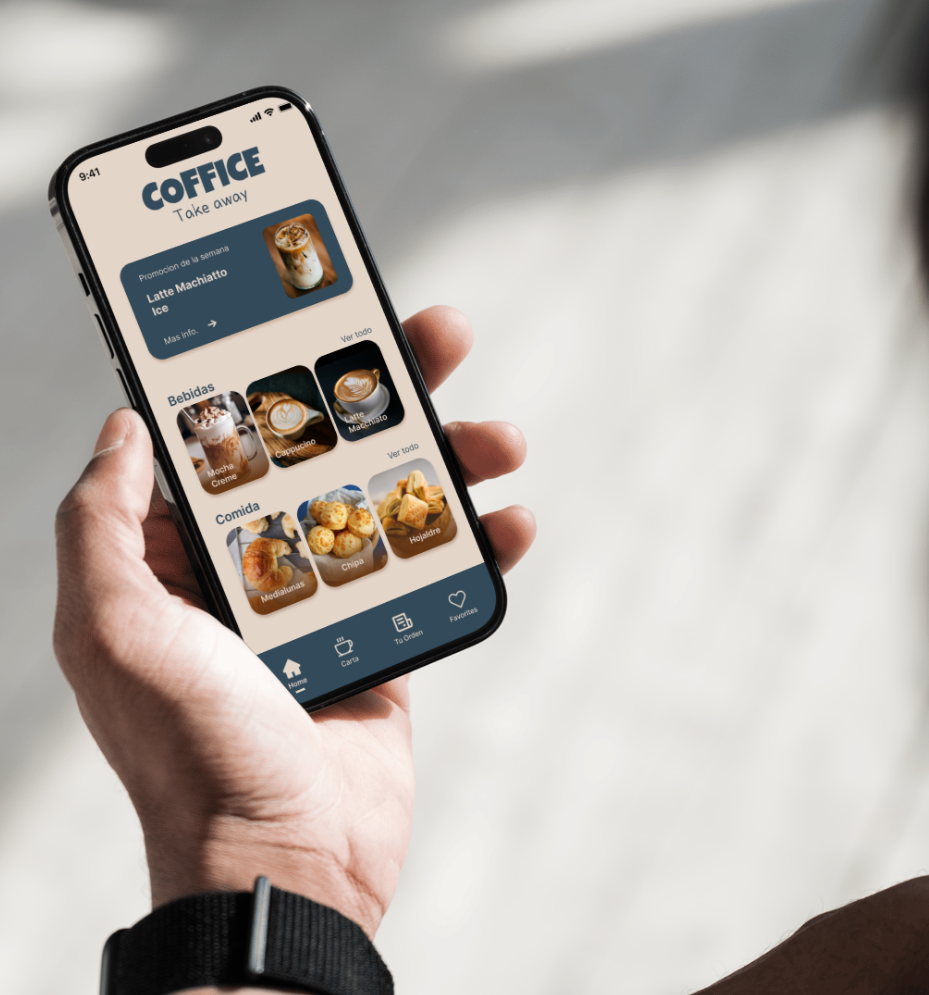 9:41
COFFICE
Take away
Promocion de la semana
Latte Machiatto
Ice
Mas info.
Bebidas
Ver todo
Mocha
Creme
Cappucino
Latte
Macchiato
Comida
Ver todo
Medialunas
Chipa
Hojaldre
Home
Carta
Tu Orden
Favorites